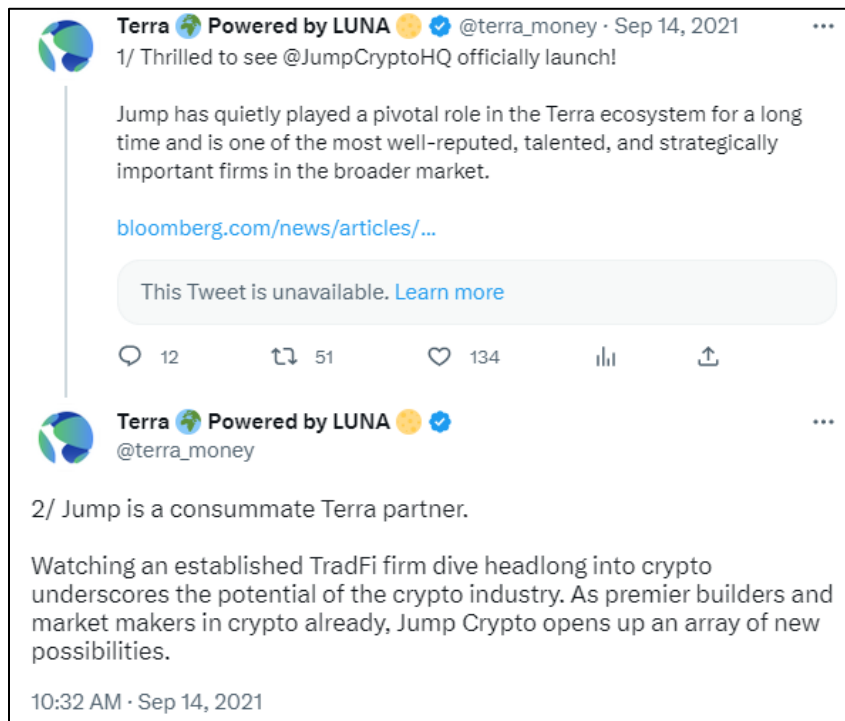 Terra 🌍 Powered by LUNA 🌕 @terra_money · Sep 14, 2021
1/ Thrilled to see @JumpCryptoHQ officially launch!
Jump has quietly played a pivotal role in the Terra ecosystem for a long
time and is one of the most well-reputed, talented, and strategically
important firms in the broader market.
bloomberg.com/news/articles/...
This Tweet is unavailable. Learn more
12 51 134
Terra 🌍 Powered by LUNA 🌕
@terra_money
2/ Jump is a consummate Terra partner.
Watching an established TradFi firm dive headlong into crypto
underscores the potential of the crypto industry. As premier builders and
market makers in crypto already, Jump Crypto opens up an array of new
possibilities.
10:32 AM · Sep 14, 2021